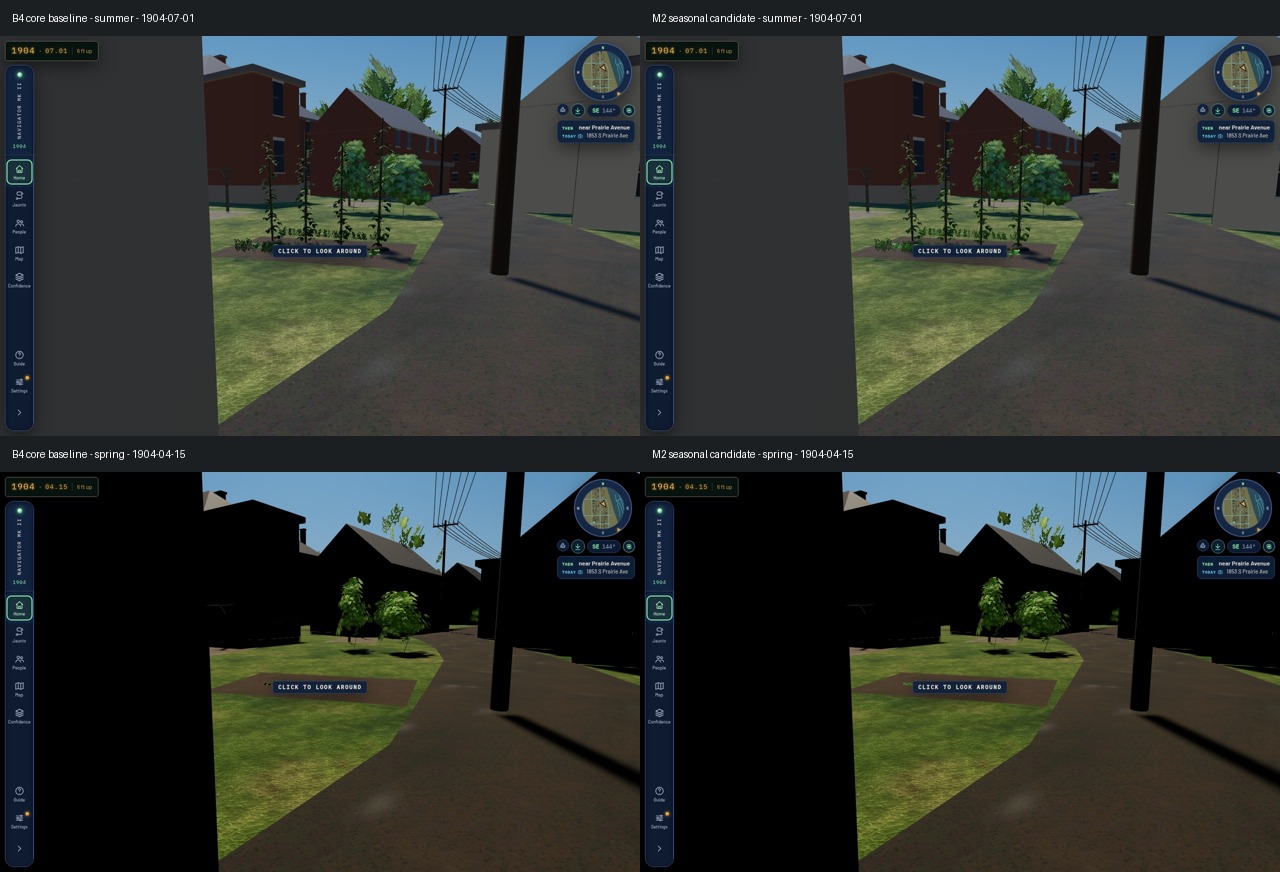 B4 core baseline - summer - 1904-07-01
1904 · 07.01 6 ft up
NAVIGATOR MK II
1904
Home
Jaunts
People
Map
Confidence
Guide
Settings
N
SE 144°
THEN near Prairie Avenue
TODAY 1853 S Prairie Ave
CLICK TO LOOK AROUND
M2 seasonal candidate - summer - 1904-07-01
1904 · 07.01 6 ft up
NAVIGATOR MK II
1904
Home
Jaunts
People
Map
Confidence
Guide
Settings
N
SE 144°
THEN near Prairie Avenue
TODAY 1853 S Prairie Ave
CLICK TO LOOK AROUND
B4 core baseline - spring - 1904-04-15
1904 · 04.15 6 ft up
NAVIGATOR MK II
1904
Home
Jaunts
People
Map
Confidence
Guide
Settings
N
SE 144°
THEN near Prairie Avenue
TODAY 1853 S Prairie Ave
CLICK TO LOOK AROUND
M2 seasonal candidate - spring - 1904-04-15
1904 · 04.15 6 ft up
NAVIGATOR MK II
1904
Home
Jaunts
People
Map
Confidence
Guide
Settings
N
SE 144°
THEN near Prairie Avenue
TODAY 1853 S Prairie Ave
CLICK TO LOOK AROUND